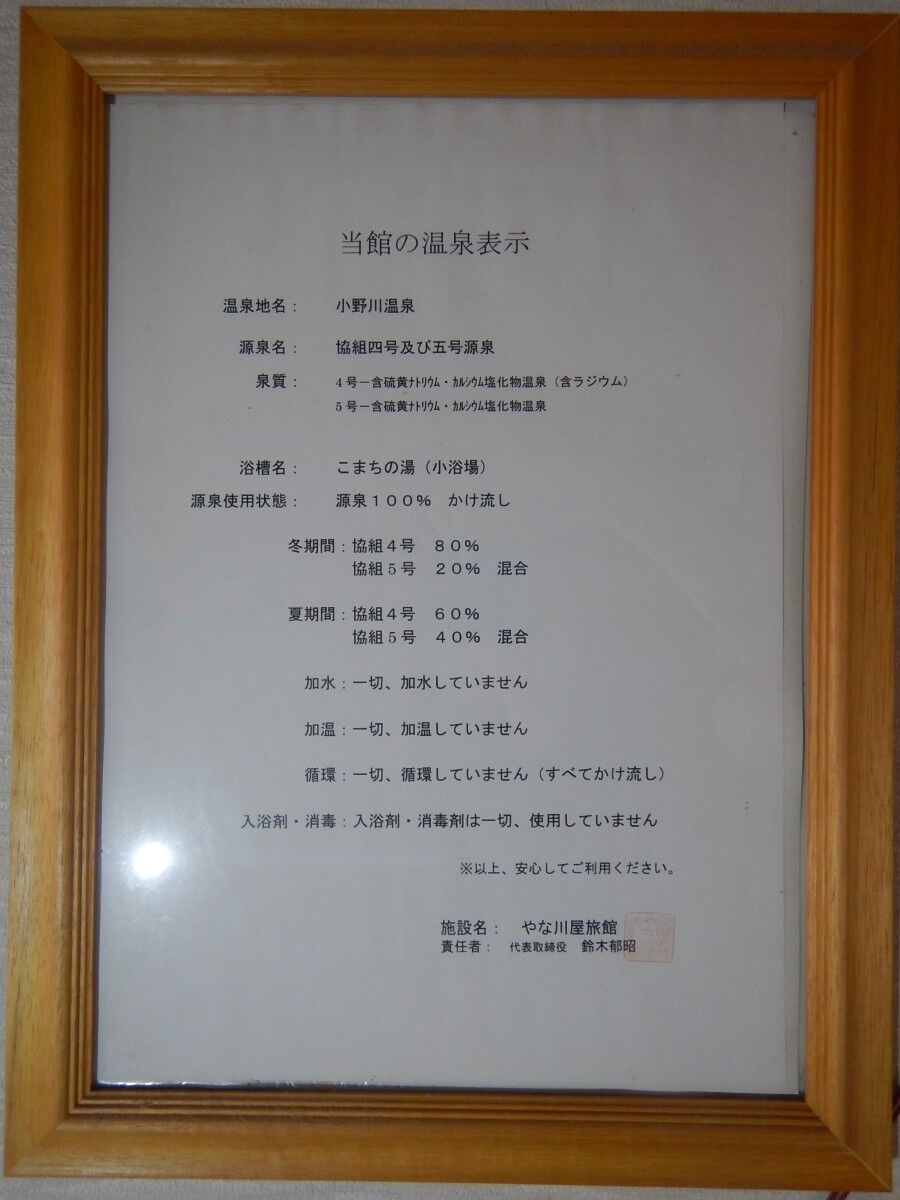 当館の温泉表示
温泉地名： 小野川温泉
源泉名： 協組四号及び五号源泉
泉質： 4号－含硫黄ﾅﾄﾘｳﾑ・ｶﾙｼｳﾑ塩化物温泉（含ラジウム）
5号－含硫黄ﾅﾄﾘｳﾑ・ｶﾙｼｳﾑ塩化物温泉
浴槽名： こまちの湯（小浴場）
源泉使用状態： 源泉１００％ かけ流し
冬期間：協組４号 ８０％
協組５号 ２０％ 混合
夏期間：協組４号 ６０％
協組５号 ４０％ 混合
加水：一切、加水していません
加温：一切、加温していません
循環：一切、循環していません（すべてかけ流し）
入浴剤・消毒：入浴剤・消毒剤は一切、使用していません
※以上、安心してご利用ください。
施設名： やな川屋旅館
責任者： 代表取締役 鈴木郁昭